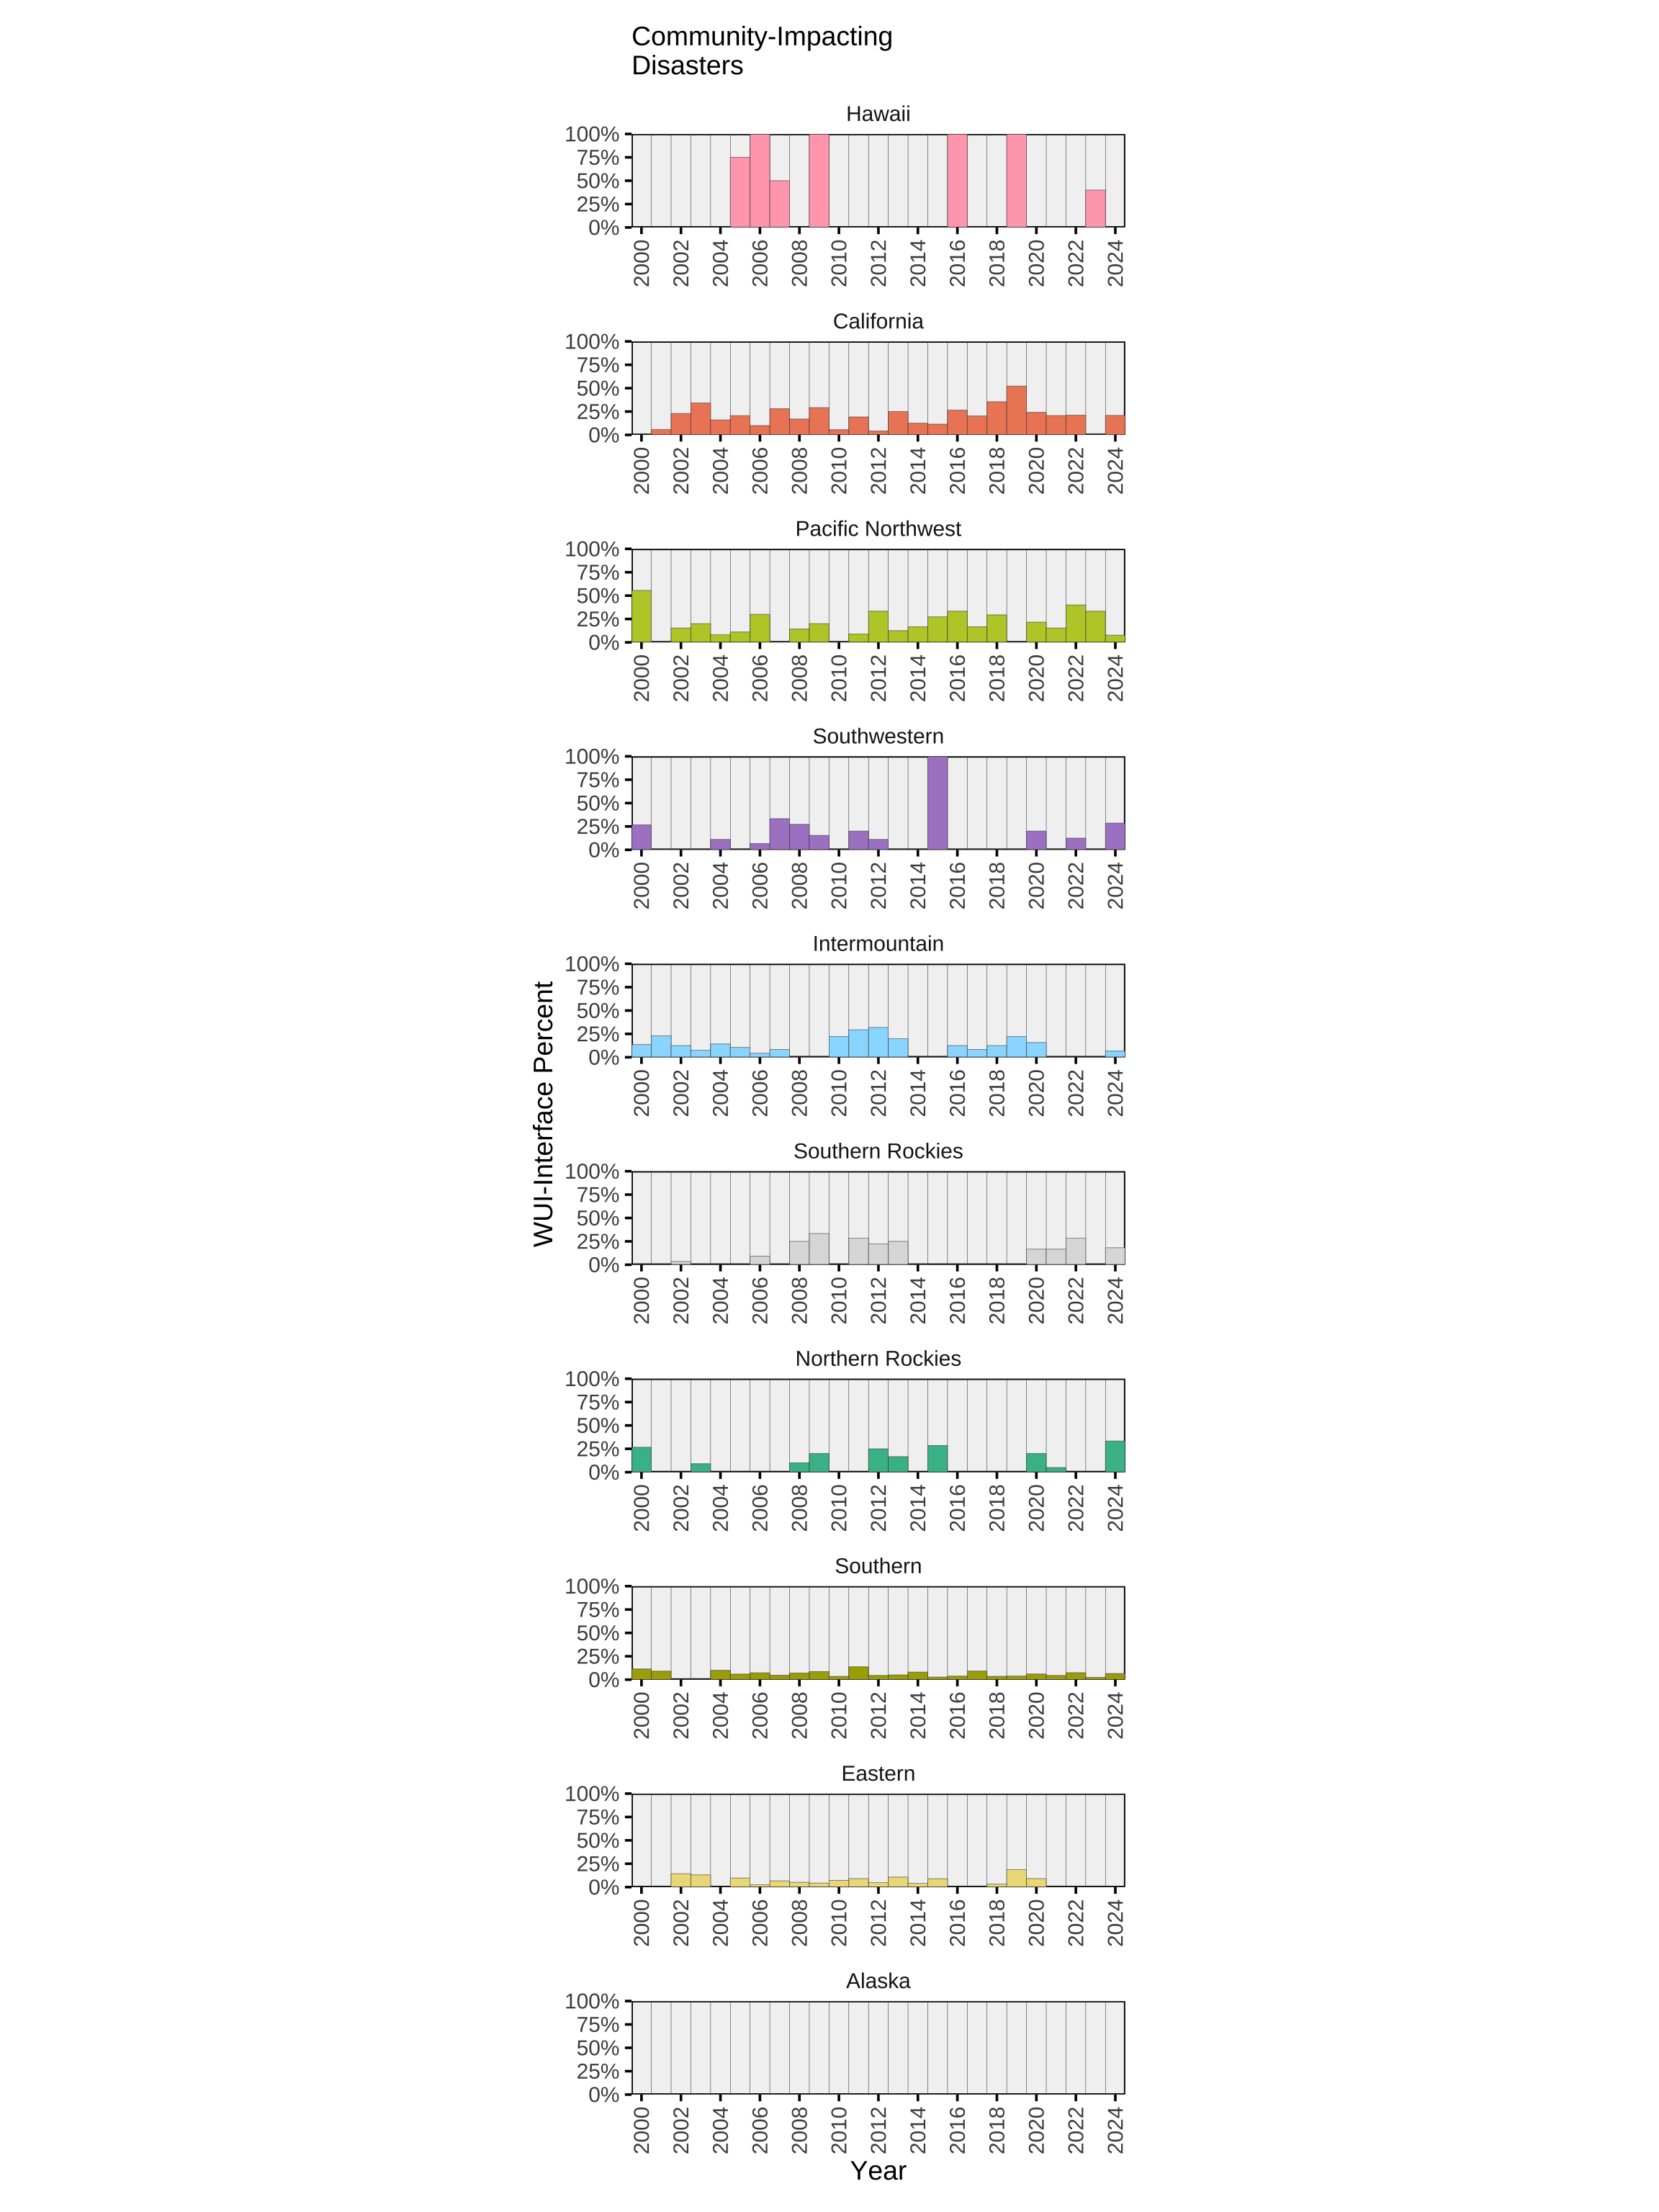 Community-Impacting
Disasters
Hawaii
100%
75%
50%
25%
0%
2000 2002 2004 2006 2008 2010 2012 2014 2016 2018 2020 2022 2024
California
100%
75%
50%
25%
0%
2000 2002 2004 2006 2008 2010 2012 2014 2016 2018 2020 2022 2024
Pacific Northwest
100%
75%
50%
25%
0%
2000 2002 2004 2006 2008 2010 2012 2014 2016 2018 2020 2022 2024
Southwestern
100%
75%
50%
25%
0%
2000 2002 2004 2006 2008 2010 2012 2014 2016 2018 2020 2022 2024
Intermountain
100%
75%
50%
25%
0%
2000 2002 2004 2006 2008 2010 2012 2014 2016 2018 2020 2022 2024
WUI-Interface Percent
Southern Rockies
100%
75%
50%
25%
0%
2000 2002 2004 2006 2008 2010 2012 2014 2016 2018 2020 2022 2024
Northern Rockies
100%
75%
50%
25%
0%
2000 2002 2004 2006 2008 2010 2012 2014 2016 2018 2020 2022 2024
Southern
100%
75%
50%
25%
0%
2000 2002 2004 2006 2008 2010 2012 2014 2016 2018 2020 2022 2024
Eastern
100%
75%
50%
25%
0%
2000 2002 2004 2006 2008 2010 2012 2014 2016 2018 2020 2022 2024
Alaska
100%
75%
50%
25%
0%
2000 2002 2004 2006 2008 2010 2012 2014 2016 2018 2020 2022 2024
Year